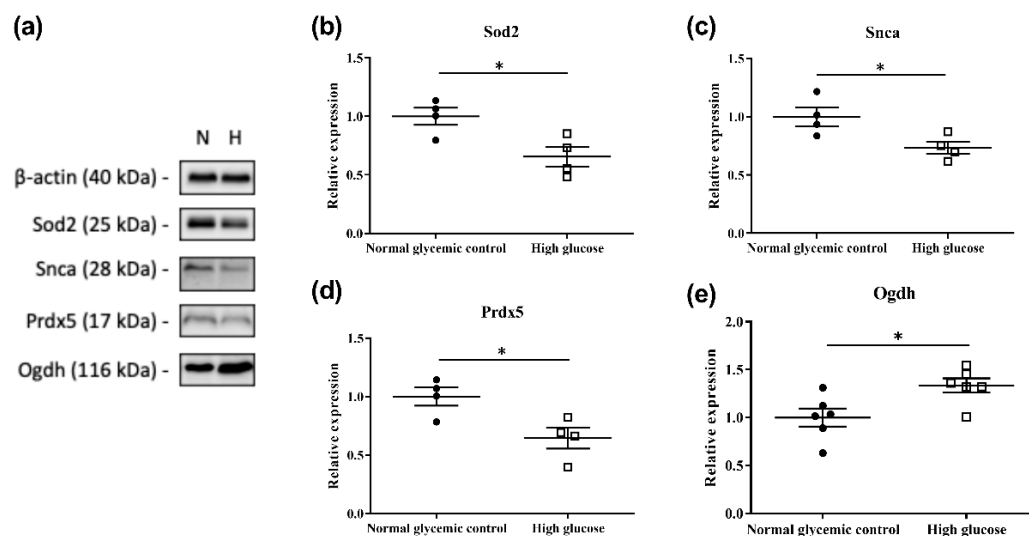 (a)
N H
β-actin (40 kDa) -
Sod2 (25 kDa) -
Snca (28 kDa) -
Prdx5 (17 kDa) -
Ogdh (116 kDa) -
(b)
Sod2
Relative expression
1.5
1.0
0.5
0.0
*
Normal glycemic control High glucose
(c)
Snca
Relative expression
1.5
1.0
0.5
0.0
*
Normal glycemic control High glucose
(d)
Prdx5
Relative expression
1.5
1.0
0.5
0.0
*
Normal glycemic control High glucose
(e)
Ogdh
Relative expression
2.0
1.5
1.0
0.5
0.0
*
Normal glycemic control High glucose